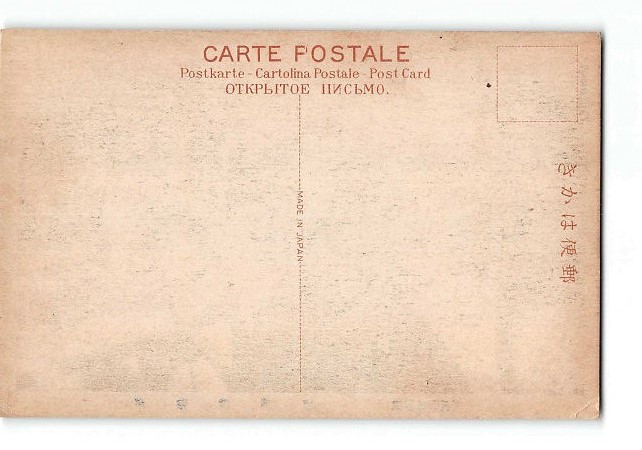 CARTE POSTALE
Postkarte - Cartolina Postale - Post Card
ОТКРЫТОЕ ПИСЬМО.
MADE IN JAPAN
きかは便郵